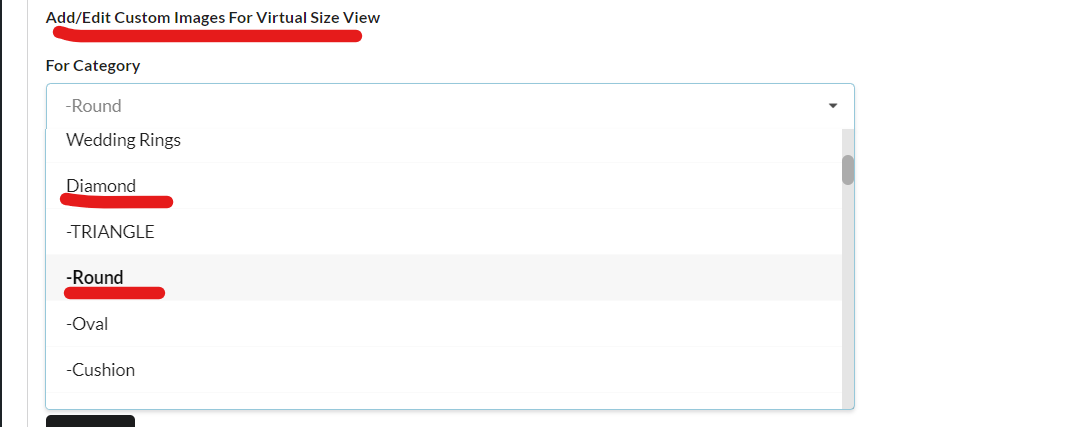 Add/Edit Custom Images For Virtual Size View
For Category
-Round
Wedding Rings
Diamond
-TRIANGLE
-Round
-Oval
-Cushion